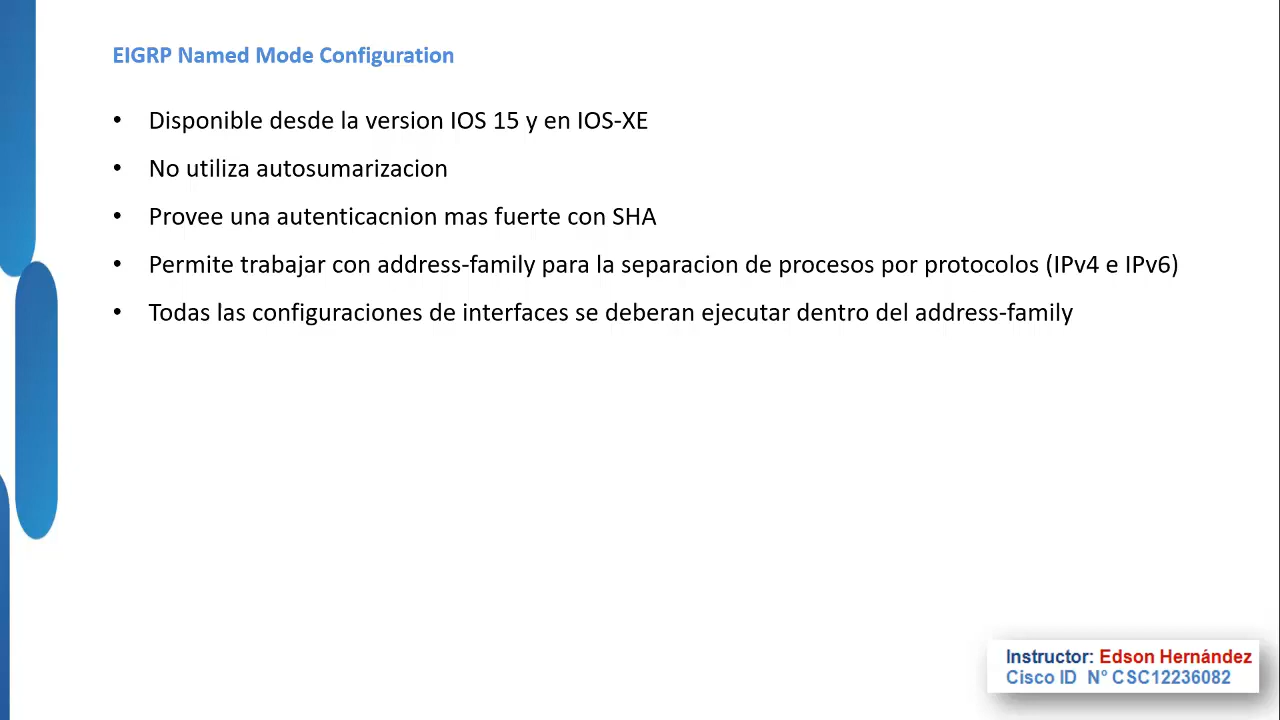 EIGRP Named Mode Configuration
• Disponible desde la version IOS 15 y en IOS-XE
• No utiliza autosumarizacion
• Provee una autenticacnion mas fuerte con SHA
• Permite trabajar con address-family para la separacion de procesos por protocolos (IPv4 e IPv6)
• Todas las configuraciones de interfaces se deberan ejecutar dentro del address-family
Instructor: Edson Hernández
Cisco ID N° CSC12236082